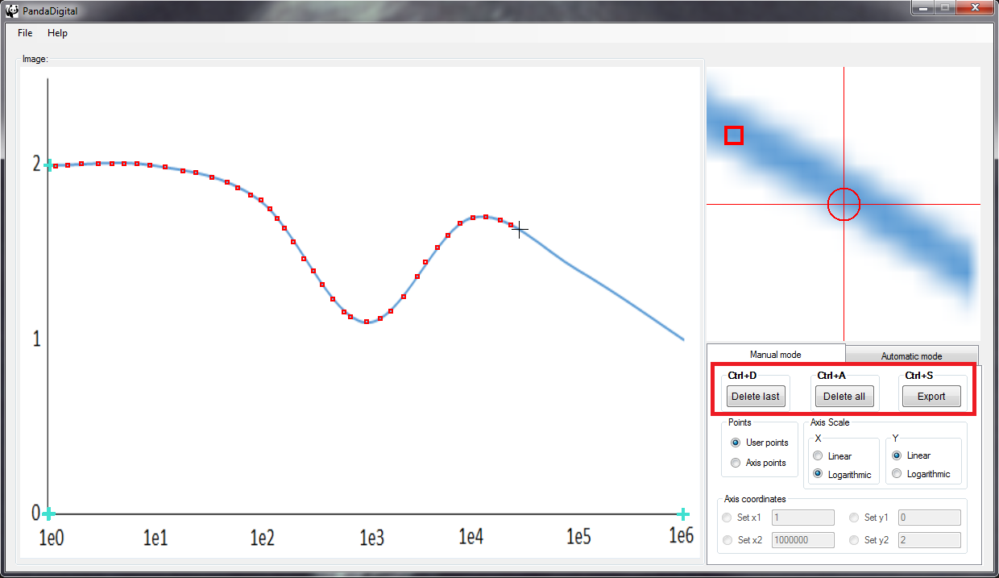 PandaDigital
File Help
Image:
2
1
0
1e0 1e1 1e2 1e3 1e4 1e5 1e6
Manual mode Automatic mode
Ctrl+D Ctrl+A Ctrl+S
Delete last Delete all Export
Points Axis Scale
X Y
User points Linear Linear
Axis points Logarithmic Logarithmic
Axis coordinates
Set x1 1 Set y1 0
Set x2 1000000 Set y2 2